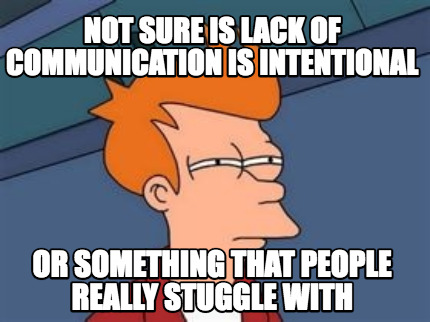 NOT SURE IS LACK OF
COMMUNICATION IS INTENTIONAL
OR SOMETHING THAT PEOPLE
REALLY STUGGLE WITH